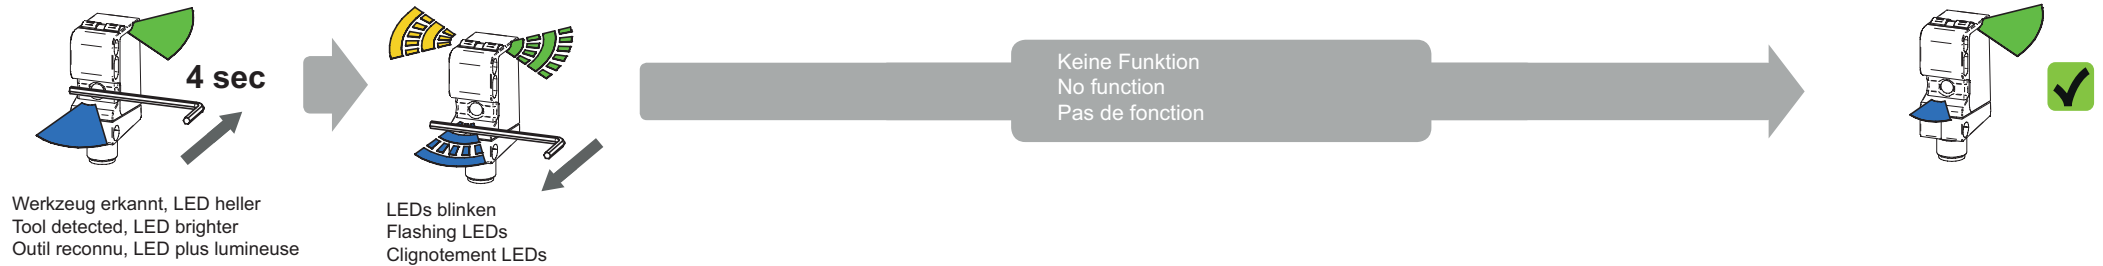 4 sec
Werkzeug erkannt, LED heller
Tool detected, LED brighter
Outil reconnu, LED plus lumineuse
LEDs blinken
Flashing LEDs
Clignotement LEDs
Keine Funktion
No function
Pas de fonction